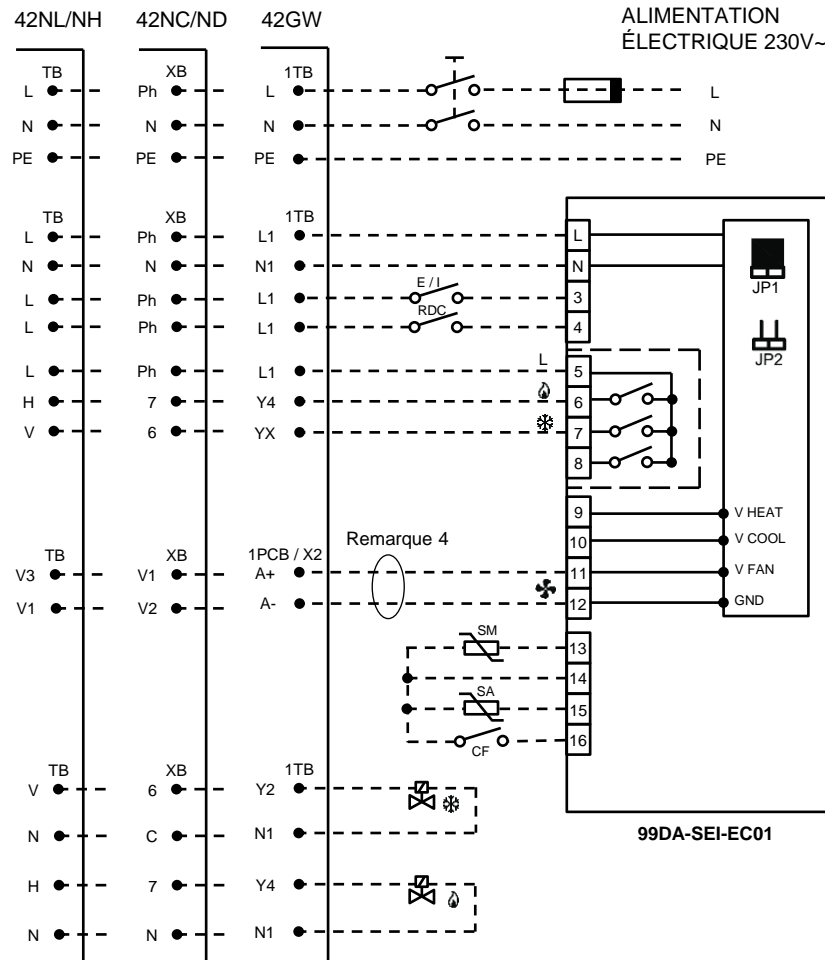 42NL/NH 42NC/ND 42GW ALIMENTATION
ÉLECTRIQUE 230V~
TB XB 1TB
L Ph L L
N N N N
PE PE PE PE
TB XB 1TB
L Ph L1 L
N N N1 N
JP1
L Ph L1 E / I 3
L Ph L1 RDC 4
JP2
L Ph L1 L 5
H 7 Y4 6
V 6 YX 7
8
9 V HEAT
Remarque 4
10 V COOL
TB XB 1PCB / X2
V3 V1 A+ 11 V FAN
V1 V2 A- 12 GND
SM 13
14
SA 15
CF 16
TB XB 1TB
V 6 Y2
N C N1
99DA-SEI-EC01
H 7 Y4
N N N1